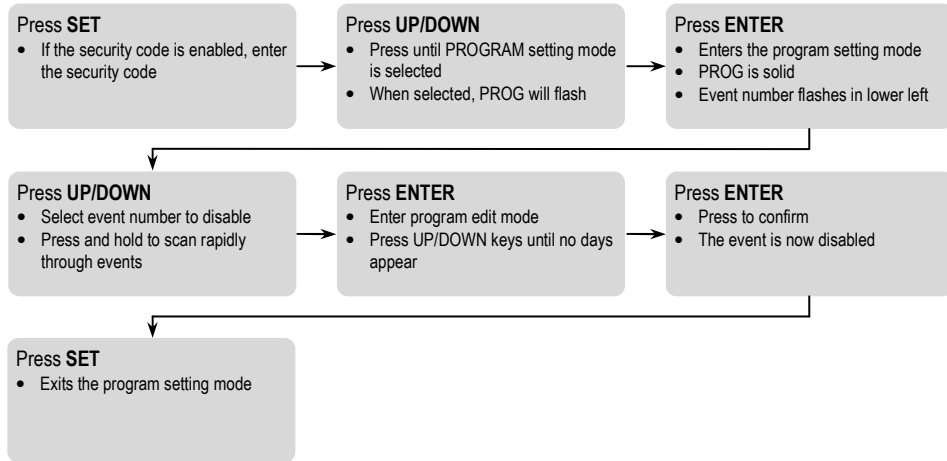 Press SET
• If the security code is enabled, enter
the security code
Press UP/DOWN
• Press until PROGRAM setting mode
is selected
• When selected, PROG will flash
Press ENTER
• Enters the program setting mode
• PROG is solid
• Event number flashes in lower left
Press UP/DOWN
• Select event number to disable
• Press and hold to scan rapidly
through events
Press ENTER
• Enter program edit mode
• Press UP/DOWN keys until no days
appear
Press ENTER
• Press to confirm
• The event is now disabled
Press SET
• Exits the program setting mode